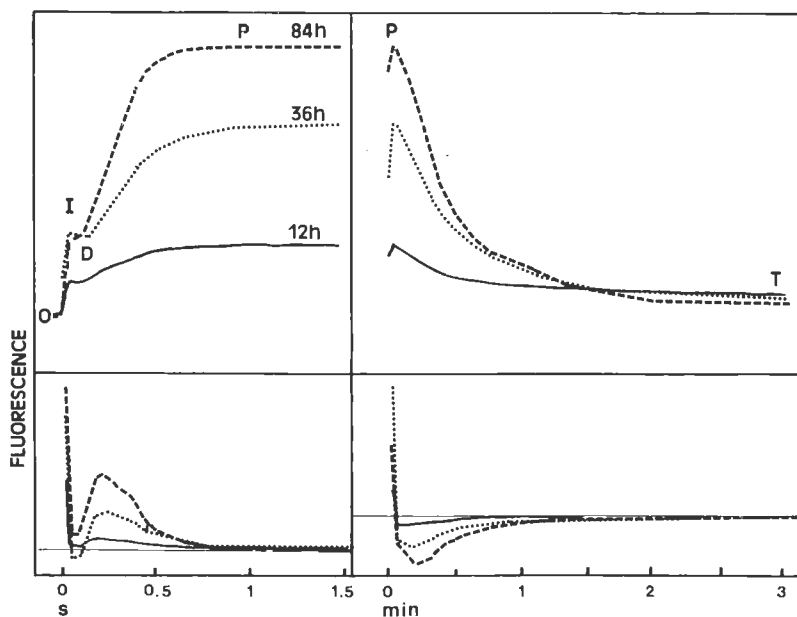 P 84h
P
36h
I
D
12h
O
T
FLUORESCENCE
0 0.5 1 1.5
s
0 1 2 3
min